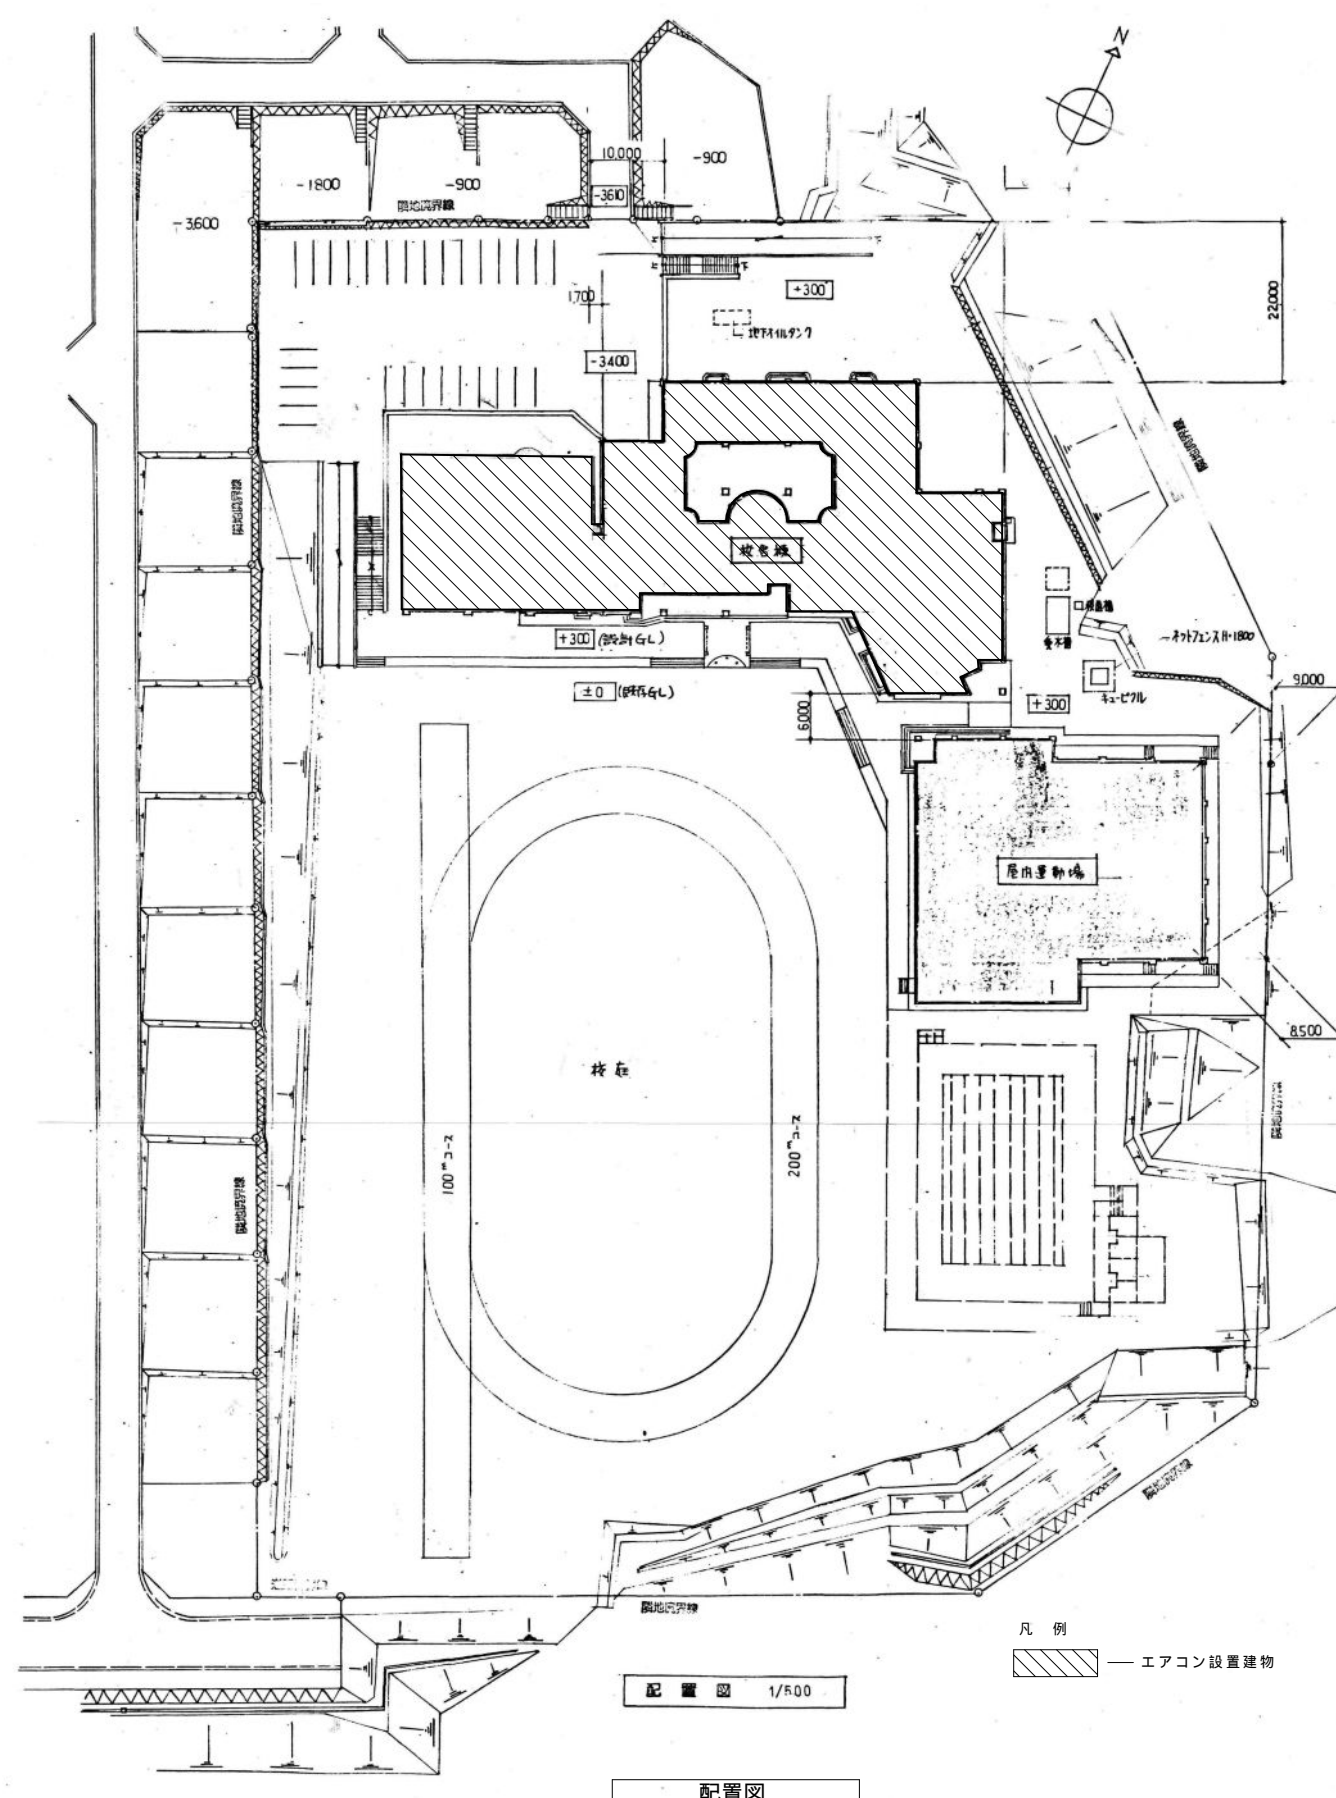 N
10,000
-900
-1800
-900
-3610
隣地境界線
-3,600
+300
22,000
1,700
地下オイルタンク
-3400
隣地境界線
隣地境界線
校舎棟
受水槽
ネットフェンスH=1800
+300 (設計GL)
キュービクル
9,000
±0 (既存GL)
+300
6,000
屋内運動場
8,500
校庭
隣地境界線
100mコース
200mコース
隣地境界線
隣地境界線
隣地境界線
凡 例
エアコン設置建物
配 置 図 1/500
配置図